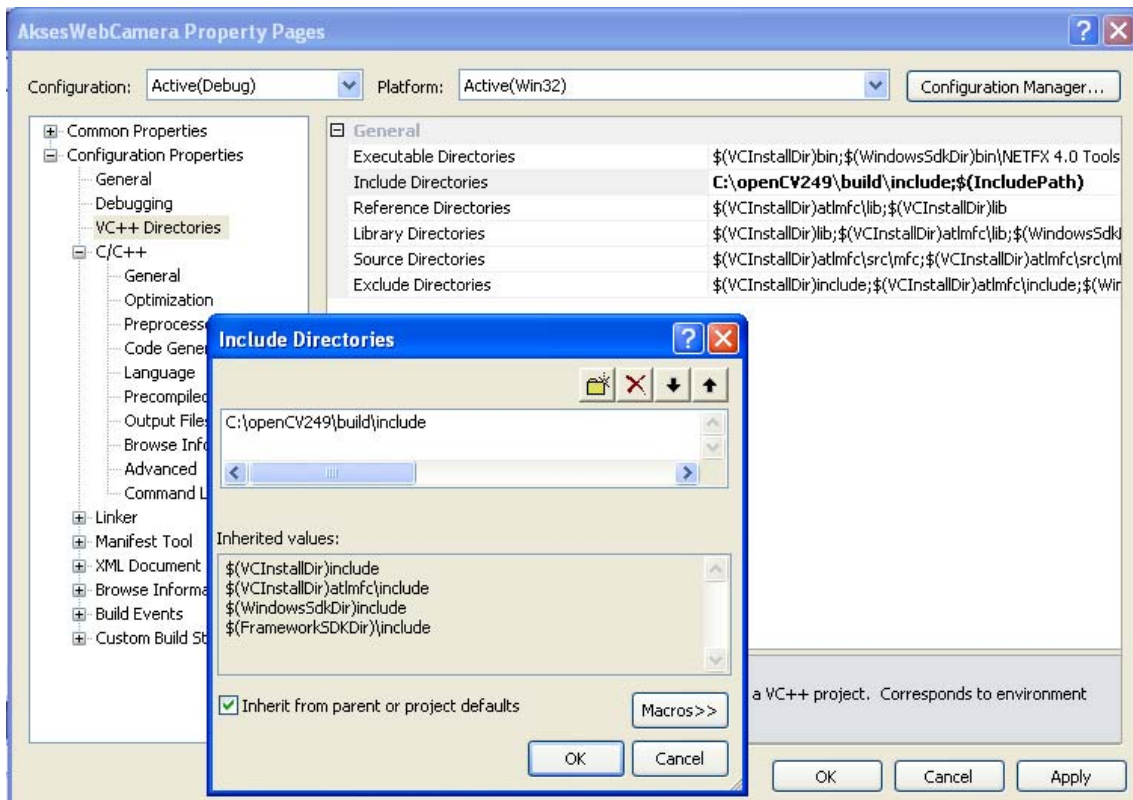 AksesWebCamera Property Pages
Configuration: Active(Debug) Platform: Active(Win32) Configuration Manager...
Common Properties
Configuration Properties
General
Debugging
VC++ Directories
C/C++
General
Optimization
Preprocesso
Code Gener
Language
Precompiled
Output Files
Browse Info
Advanced
Command L
Linker
Manifest Tool
XML Document
Browse Informa
Build Events
Custom Build St
General
Executable Directories $(VCInstallDir)bin;$(WindowsSdkDir)bin\NETFX 4.0 Tools
Include Directories C:\openCV249\build\include;$(IncludePath)
Reference Directories $(VCInstallDir)atlmfc\lib;$(VCInstallDir)lib
Library Directories $(VCInstallDir)lib;$(VCInstallDir)atlmfc\lib;$(WindowsSdkl
Source Directories $(VCInstallDir)atlmfc\src\mfc;$(VCInstallDir)atlmfc\src\ml
Exclude Directories $(VCInstallDir)include;$(VCInstallDir)atlmfc\include;$(Wir
Include Directories
C:\openCV249\build\include
Inherited values:
$(VCInstallDir)include
$(VCInstallDir)atlmfc\include
$(WindowsSdkDir)include
$(FrameworkSDKDir)\include
Inherit from parent or project defaults
Macros>>
OK Cancel
a VC++ project. Corresponds to environment
OK Cancel Apply